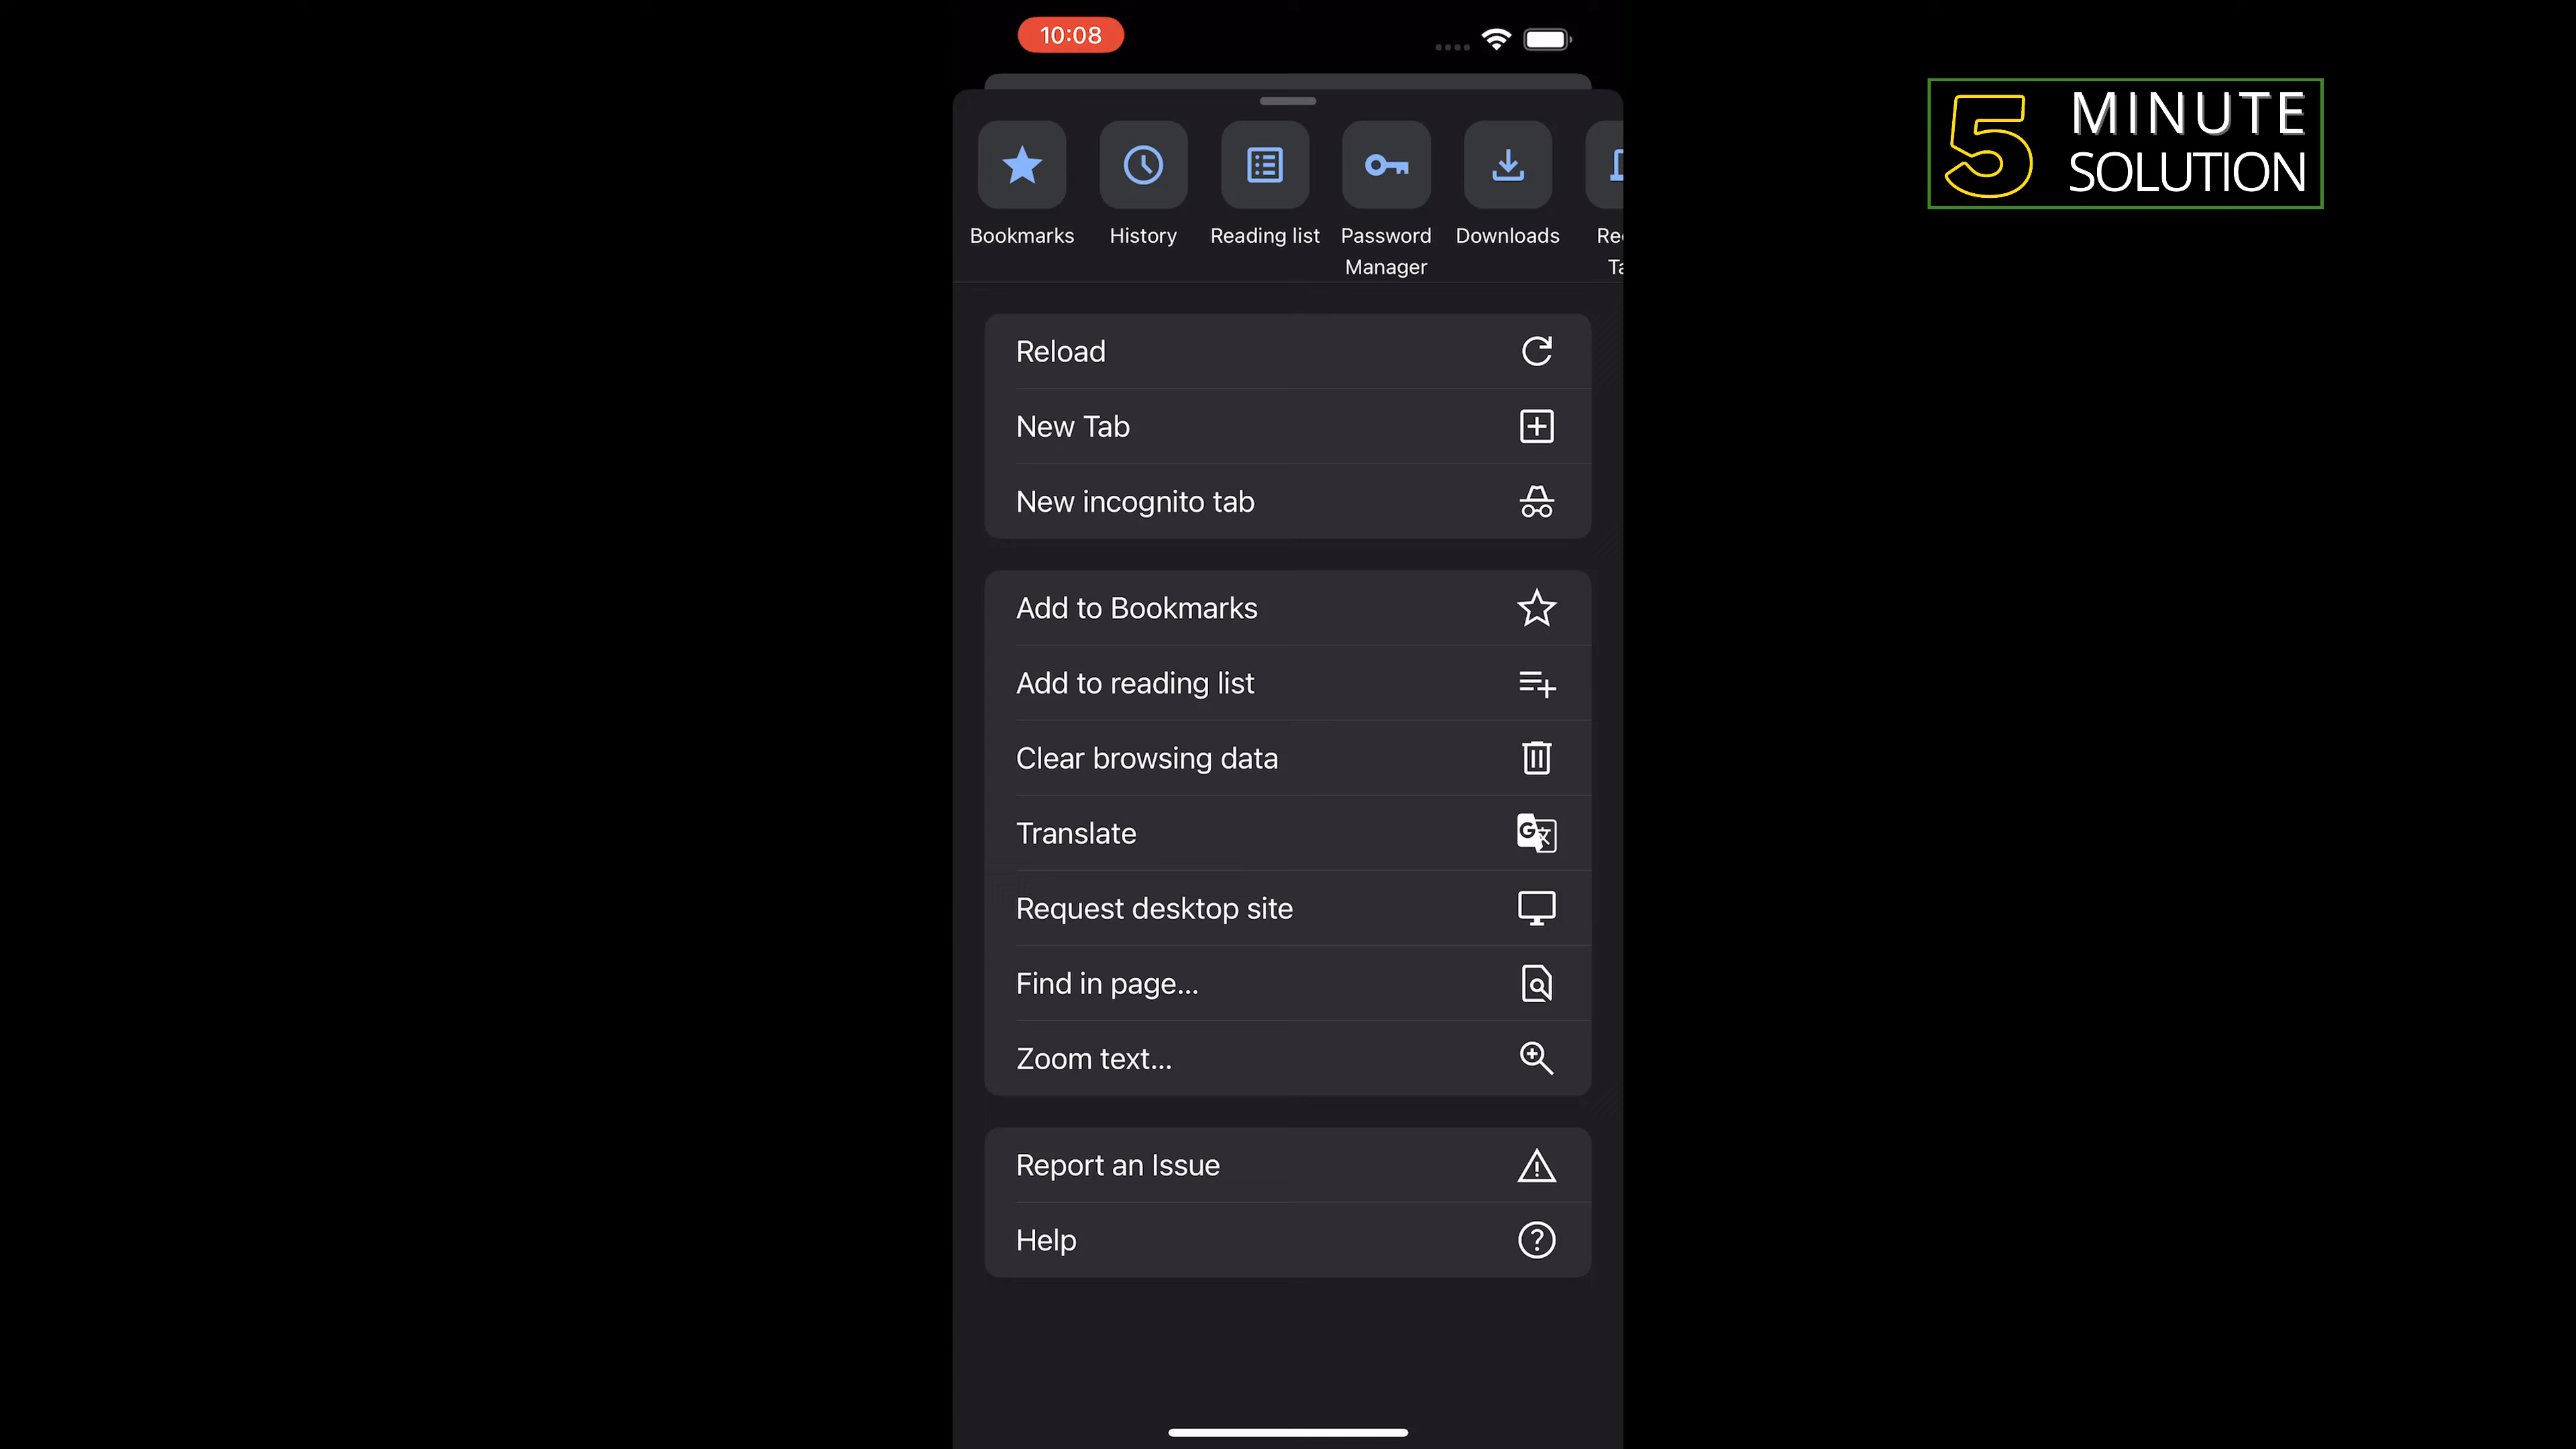 10:08
5 MINUTE
SOLUTION
Bookmarks History Reading list Password Manager Downloads
Reload
New Tab
New incognito tab
Add to Bookmarks
Add to reading list
Clear browsing data
Translate
Request desktop site
Find in page...
Zoom text...
Report an Issue
Help